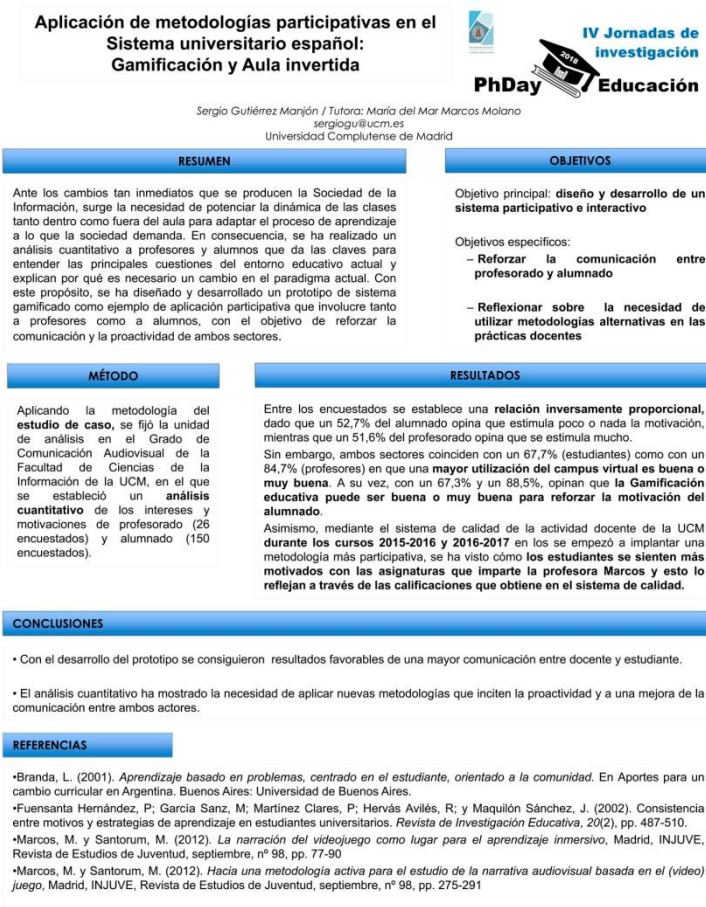 Aplicación de metodologías participativas en el
Sistema universitario español:
Gamificación y Aula invertida
IV Jornadas de
investigación
2018
PhDay
Educación
Sergio Gutiérrez Manjón / Tutora: María del Mar Marcos Molano
sergiogu@ucm.es
Universidad Complutense de Madrid
RESUMEN
Ante los cambios tan inmediatos que se producen la Sociedad de la
Información, surge la necesidad de potenciar la dinámica de las clases
tanto dentro como fuera del aula para adaptar el proceso de aprendizaje
a lo que la sociedad demanda. En consecuencia, se ha realizado un
análisis cuantitativo a profesores y alumnos que da las claves para
entender las principales cuestiones del entorno educativo actual y
explican por qué es necesario un cambio en el paradigma actual. Con
este propósito, se ha diseñado y desarrollado un prototipo de sistema
gamificado como ejemplo de aplicación participativa que involucre tanto
a profesores como a alumnos, con el objetivo de reforzar la
comunicación y la proactividad de ambos sectores.
OBJETIVOS
Objetivo principal: diseño y desarrollo de un
sistema participativo e interactivo
Objetivos específicos:
– Reforzar la comunicación entre
profesorado y alumnado
– Reflexionar sobre la necesidad de
utilizar metodologías alternativas en las
prácticas docentes
MÉTODO
Aplicando la metodología del
estudio de caso, se fijó la unidad
de análisis en el Grado de
Comunicación Audiovisual de la
Facultad de Ciencias de la
Información de la UCM, en el que
se estableció un análisis
cuantitativo de los intereses y
motivaciones de profesorado (26
encuestados) y alumnado (150
encuestados).
RESULTADOS
Entre los encuestados se establece una relación inversamente proporcional,
dado que un 52,7% del alumnado opina que estimula poco o nada la motivación,
mientras que un 51,6% del profesorado opina que se estimula mucho.
Sin embargo, ambos sectores coinciden con un 67,7% (estudiantes) como con un
84,7% (profesores) en que una mayor utilización del campus virtual es buena o
muy buena. A su vez, con un 67,3% y un 88,5%, opinan que la Gamificación
educativa puede ser buena o muy buena para reforzar la motivación del
alumnado.
Asimismo, mediante el sistema de calidad de la actividad docente de la UCM
durante los cursos 2015-2016 y 2016-2017 en los se empezó a implantar una
metodología más participativa, se ha visto cómo los estudiantes se sienten más
motivados con las asignaturas que imparte la profesora Marcos y esto lo
reflejan a través de las calificaciones que obtiene en el sistema de calidad.
CONCLUSIONES
• Con el desarrollo del prototipo se consiguieron resultados favorables de una mayor comunicación entre docente y estudiante.
• El análisis cuantitativo ha mostrado la necesidad de aplicar nuevas metodologías que inciten la proactividad y a una mejora de la
comunicación entre ambos actores.
REFERENCIAS
•Branda, L. (2001). Aprendizaje basado en problemas, centrado en el estudiante, orientado a la comunidad. En Aportes para un
cambio curricular en Argentina. Buenos Aires: Universidad de Buenos Aires.
•Fuensanta Hernández, P; García Sanz, M; Martínez Clares, P; Hervás Avilés, R; y Maquilón Sánchez, J. (2002). Consistencia
entre motivos y estrategias de aprendizaje en estudiantes universitarios. Revista de Investigación Educativa, 20(2), pp. 487-510.
•Marcos, M. y Santorum, M. (2012). La narración del videojuego como lugar para el aprendizaje inmersivo, Madrid, INJUVE,
Revista de Estudios de Juventud, septiembre, nº 98, pp. 77-90
•Marcos, M. y Santorum, M. (2012). Hacia una metodología activa para el estudio de la narrativa audiovisual basada en el (video)
juego, Madrid, INJUVE, Revista de Estudios de Juventud, septiembre, nº 98, pp. 275-291